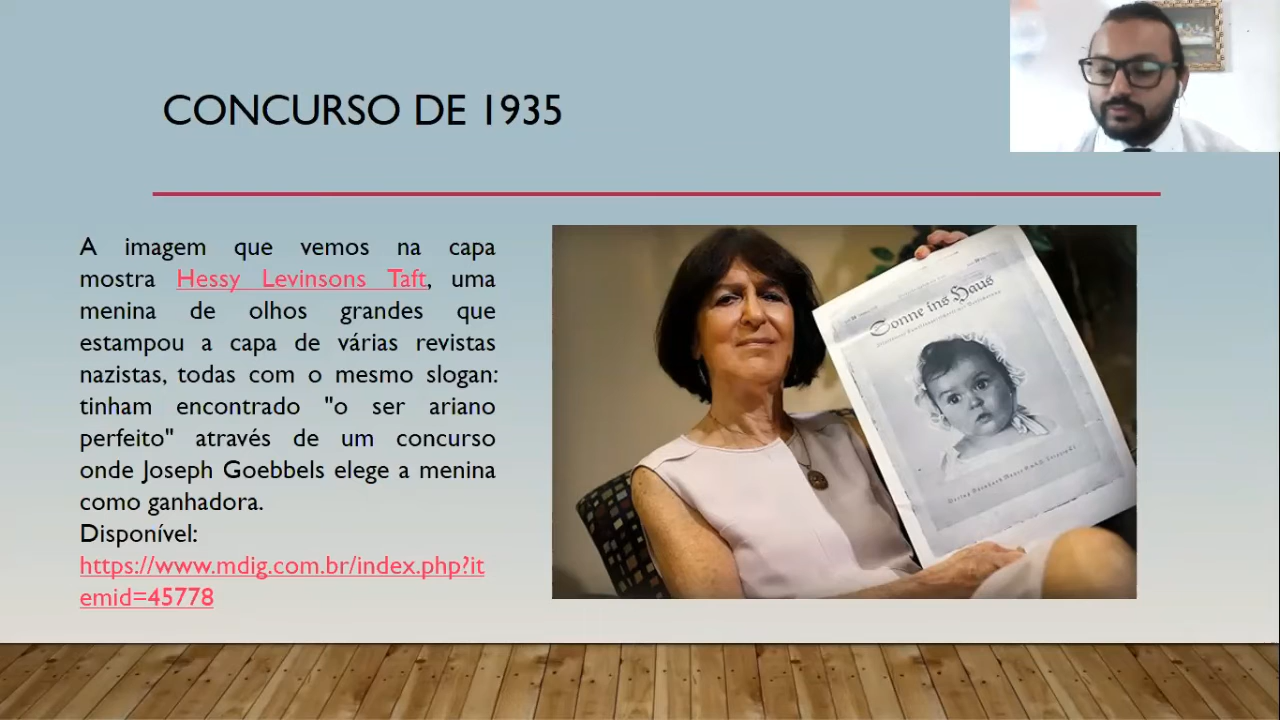 CONCURSO DE 1935
A imagem que vemos na capa
mostra Hessy Levinsons Taft, uma
menina de olhos grandes que
estampou a capa de várias revistas
nazistas, todas com o mesmo slogan:
tinham encontrado "o ser ariano
perfeito" através de um concurso
onde Joseph Goebbels elege a menina
como ganhadora.
Disponível:
https://www.mdig.com.br/index.php?it
emid=45778
Sonne ins Haus